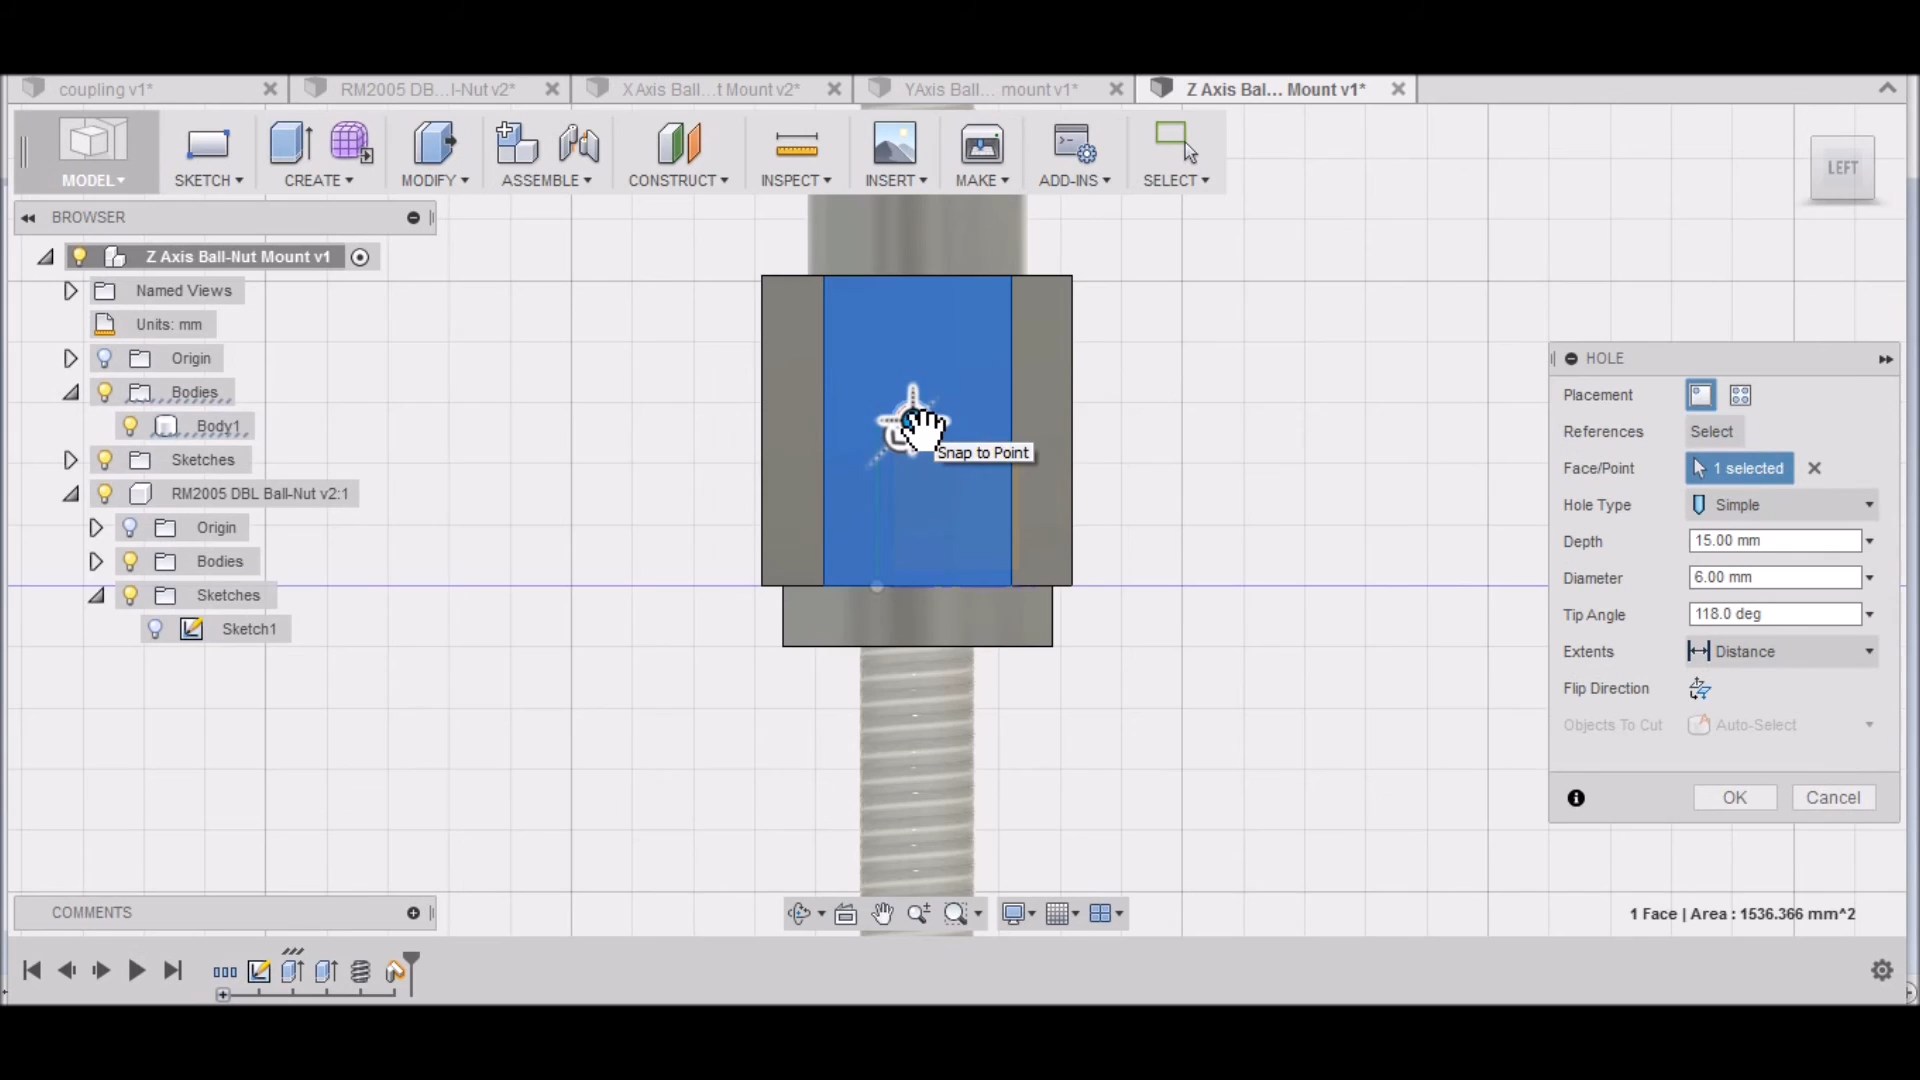 coupling v1*
RM2005 DB...l-Nut v2*
X Axis Ball...t Mount v2*
YAxis Ball... mount v1*
Z Axis Bal... Mount v1*
MODEL
SKETCH
CREATE
MODIFY
ASSEMBLE
CONSTRUCT
INSPECT
INSERT
MAKE
ADD-INS
SELECT
LEFT
BROWSER
Z Axis Ball-Nut Mount v1
Named Views
Units: mm
Origin
Bodies
Body1
Sketches
RM2005 DBL Ball-Nut v2:1
Origin
Bodies
Sketches
Sketch1
Snap to Point
HOLE
Placement
References Select
Face/Point 1 selected
Hole Type Simple
Depth 15.00 mm
Diameter 6.00 mm
Tip Angle 118.0 deg
Extents Distance
Flip Direction
Objects To Cut Auto-Select
OK Cancel
COMMENTS
1 Face | Area : 1536.366 mm^2